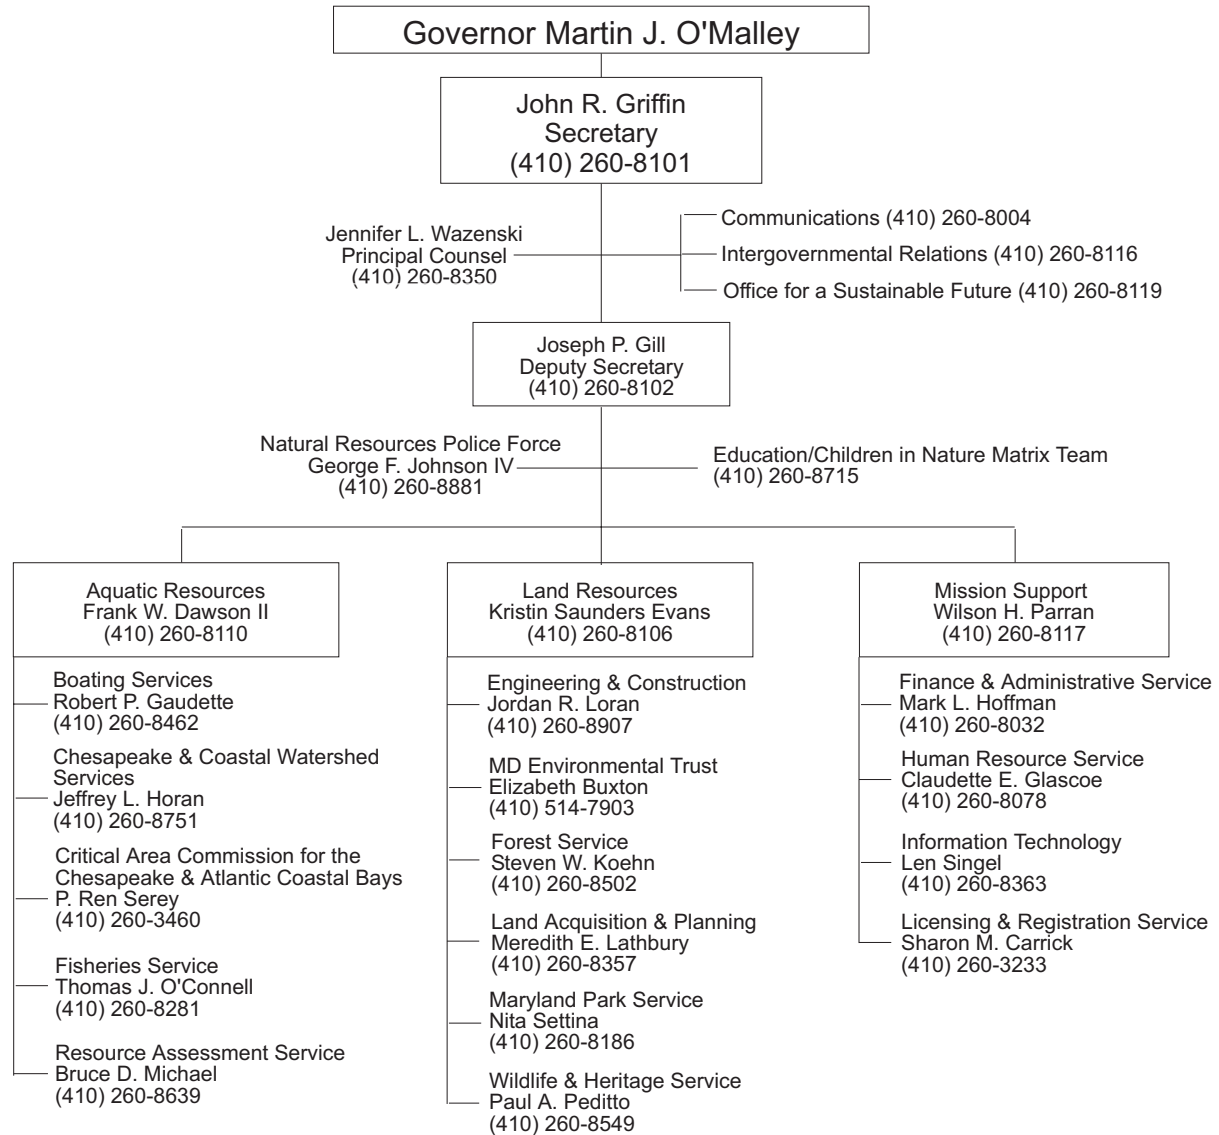 Governor Martin J. O'Malley
John R. Griffin
Secretary
(410) 260-8101
Jennifer L. Wazenski
Principal Counsel
(410) 260-8350
Communications (410) 260-8004
Intergovernmental Relations (410) 260-8116
Office for a Sustainable Future (410) 260-8119
Joseph P. Gill
Deputy Secretary
(410) 260-8102
Natural Resources Police Force
George F. Johnson IV
(410) 260-8881
Education/Children in Nature Matrix Team
(410) 260-8715
Aquatic Resources
Frank W. Dawson II
(410) 260-8110
Boating Services
Robert P. Gaudette
(410) 260-8462
Chesapeake & Coastal Watershed
Services
Jeffrey L. Horan
(410) 260-8751
Critical Area Commission for the
Chesapeake & Atlantic Coastal Bays
P. Ren Serey
(410) 260-3460
Fisheries Service
Thomas J. O'Connell
(410) 260-8281
Resource Assessment Service
Bruce D. Michael
(410) 260-8639
Land Resources
Kristin Saunders Evans
(410) 260-8106
Engineering & Construction
Jordan R. Loran
(410) 260-8907
MD Environmental Trust
Elizabeth Buxton
(410) 514-7903
Forest Service
Steven W. Koehn
(410) 260-8502
Land Acquisition & Planning
Meredith E. Lathbury
(410) 260-8357
Maryland Park Service
Nita Settina
(410) 260-8186
Wildlife & Heritage Service
Paul A. Peditto
(410) 260-8549
Mission Support
Wilson H. Parran
(410) 260-8117
Finance & Administrative Service
Mark L. Hoffman
(410) 260-8032
Human Resource Service
Claudette E. Glascoe
(410) 260-8078
Information Technology
Len Singel
(410) 260-8363
Licensing & Registration Service
Sharon M. Carrick
(410) 260-3233